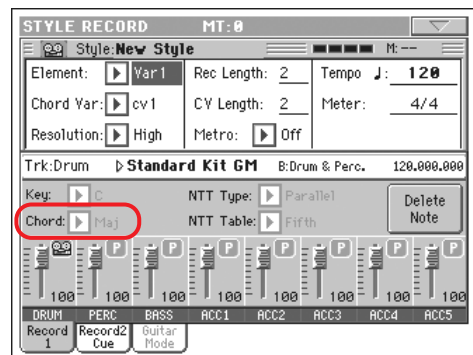 STYLE RECORD MT:0
Style:New Style M:--
Element: Var1 Rec Length: 2 Tempo ♩: 120
Chord Var: cv1 CV Length: 2 Meter: 4/4
Resolution: High Metro: Off
Trk:Drum Standard Kit GM B:Drum & Perc. 120.000.000
Key: C NTT Type: Parallel Delete
Chord: Maj NTT Table: Fifth Note
P P P P P P P P
100 100 100 100 100 100 100 100
DRUM PERC BASS ACC1 ACC2 ACC3 ACC4 ACC5
Record 1 Record2 Cue Guitar Mode